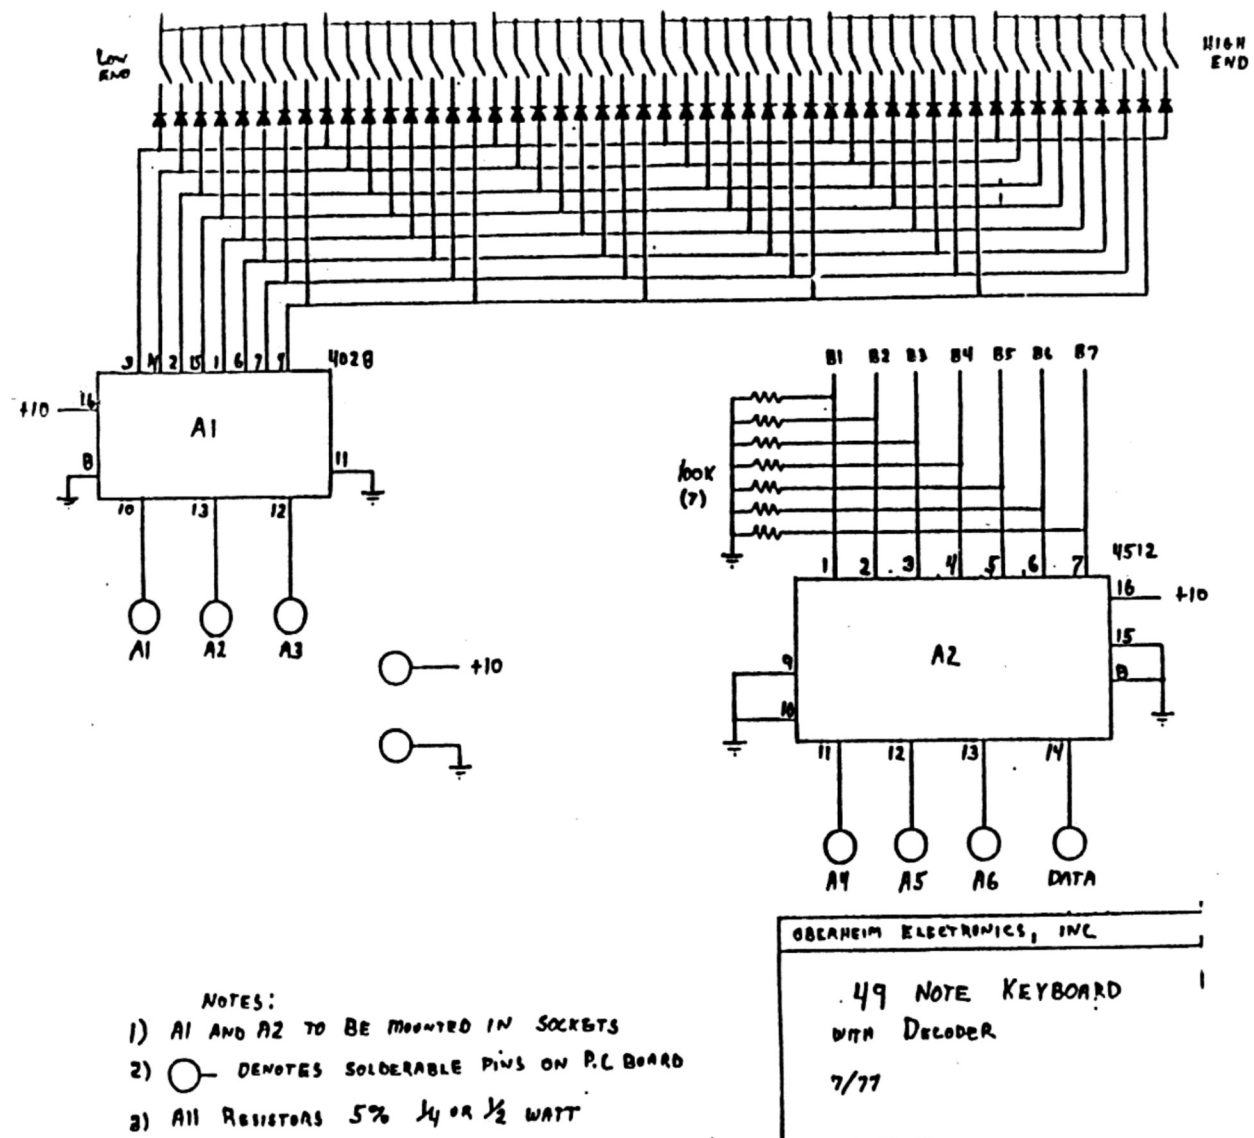 LOW
END
HIGH
END
3 14 2 15 1 6 7 9 4028
+10 16
A1
8 11
10 13 12
A1 A2 A3
+10
B1 B2 B3 B4 B5 B6 B7
100K
(7)
1 2 3 4 5 6 7 4512
16 +10
15
9 A2 8
10
11 12 13 14
A4 A5 A6 DATA
OBERHEIM ELECTRONICS, INC
49 NOTE KEYBOARD
WITH DECODER
7/77
NOTES:
1) A1 AND A2 TO BE MOUNTED IN SOCKETS
2) DENOTES SOLDERABLE PINS ON P.C BOARD
3) All RESISTORS 5% 1/4 OR 1/2 WATT